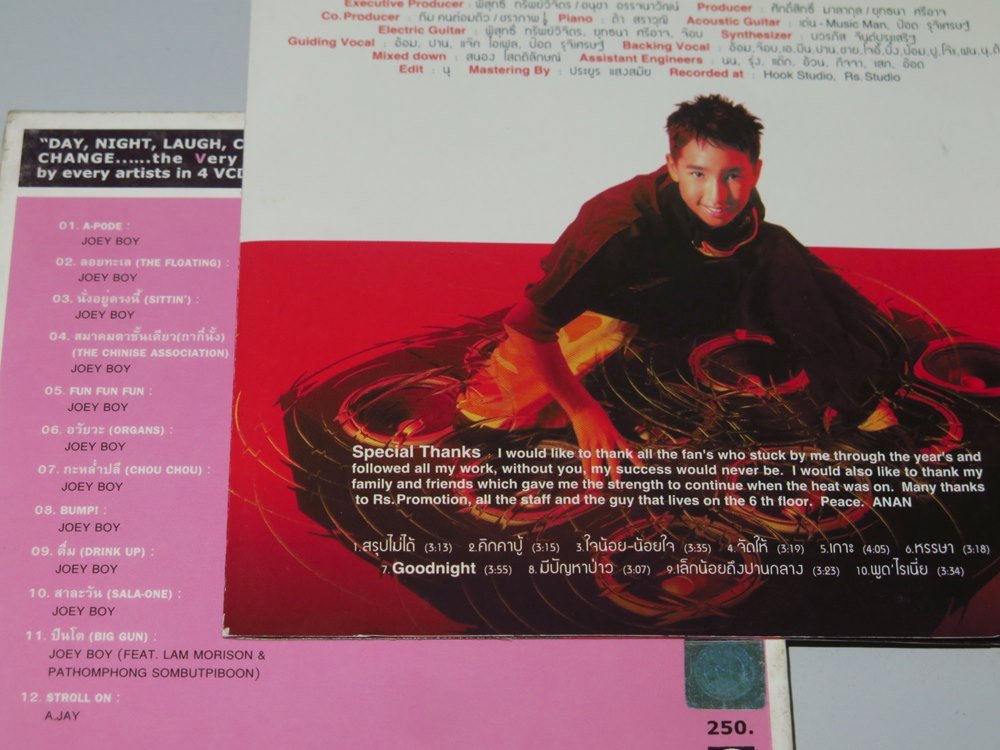 Executive Producer : พิสุทธิ์ ทรัพย์วิจิตร / อนุชา อรรจนาวัฒน์ Producer : ศักดิ์สิทธิ์ มาลากุล / ยุทธนา ศรีอาจ
Co.Producer : ทีม คนก่อมดิว / Piano : ต้า สราวุฒิ Acoustic Guitar : เด่น - Music Man, ป๊อด รุจิเศรษฐ์
Electric Guitar : พิสุทธิ์ ทรัพย์วิจิตร, ยุทธนา ศรีอาจ, จ๊อบ Synthesizer : บวรภัส
Guiding Vocal : อ้อม, ปาน, แจ๊ค ไอเฟิล, ป๊อด รุจิเศรษฐ์ Backing Vocal : อ้อม,จ๊อบ,เอ,บีน,ปาน,ชาย,โจอี้
Mixed down : สนอง โสตถิลักษณ์ Assistant Engineers : นน, รุ่ง, แด๊ก, อ้วน, กิจจา, เสก, อ๊อด
Edit : นุ Mastering By : ประยูร แสงสมัย Recorded at : Hook Studio, Rs.Studio
"DAY, NIGHT, LAUGH, C
CHANGE......the Very
by every artists in 4 VCD
01. A-PODE :
JOEY BOY
02. ลอยทะเล (THE FLOATING) :
JOEY BOY
03. นั่งอยู่ตรงนี้ (SITTIN') :
JOEY BOY
04. สมาคมตาชั้นเดียว(ถากี่นั้ง)
(THE CHINISE ASSOCIATION)
JOEY BOY
05. FUN FUN FUN :
JOEY BOY
06. อวัยวะ (ORGANS) :
JOEY BOY
07. กะหล่ำปลี (CHOU CHOU) :
JOEY BOY
08. BUMP! :
JOEY BOY
09. ดื่ม (DRINK UP) :
JOEY BOY
10. สาละวัน (SALA-ONE) :
JOEY BOY
11. ปืนโต (BIG GUN) :
JOEY BOY (FEAT. LAM MORISON &
PATHOMPHONG SOMBUTPIBOON)
12. STROLL ON :
A.JAY
Special Thanks I would like to thank all the fan's who stuck by me through the year's and
followed all my work, without you, my success would never be. I would also like to thank my
family and friends which gave me the strength to continue when the heat was on. Many thanks
to Rs.Promotion, all the staff and the guy that lives on the 6 th floor. Peace. ANAN
1.สรุปไม่ได้ (3:13) 2.คิกคาปู้ (3:15) 3.ใจน้อย-น้อยใจ (3:35) 4.จัดให้ (3:19) 5.เกาะ (4:05) 6.หรรษา (3:18)
7.Goodnight (3:55) 8.มีปัญหาป่าว (3:07) 9.เล็กน้อยถึงปานกลาง (3:23) 10.พูด'ไรเนี่ย (3:34)
250.